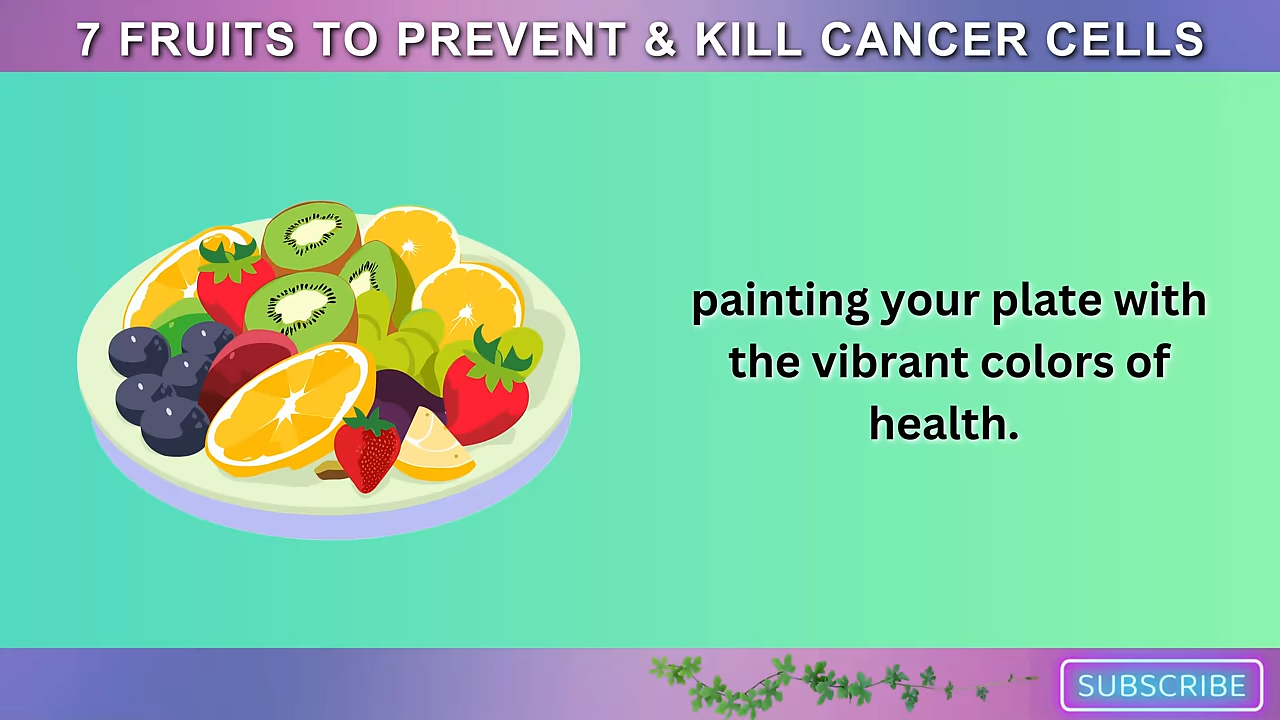 7 FRUITS TO PREVENT & KILL CANCER CELLS
painting your plate with
the vibrant colors of
health.
SUBSCRIBE